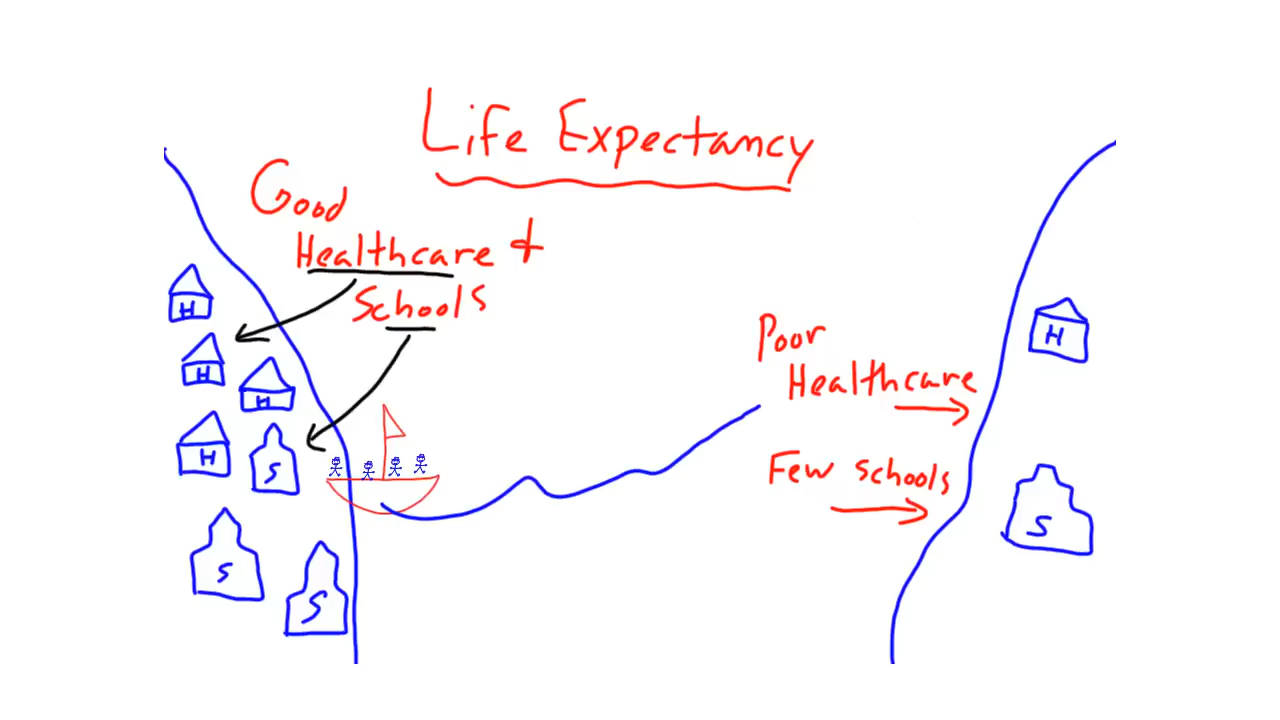 Life Expectancy
Good
Healthcare &
Schools
Poor
Healthcare
Few schools
H
H
H
H
S
S
S
H
S